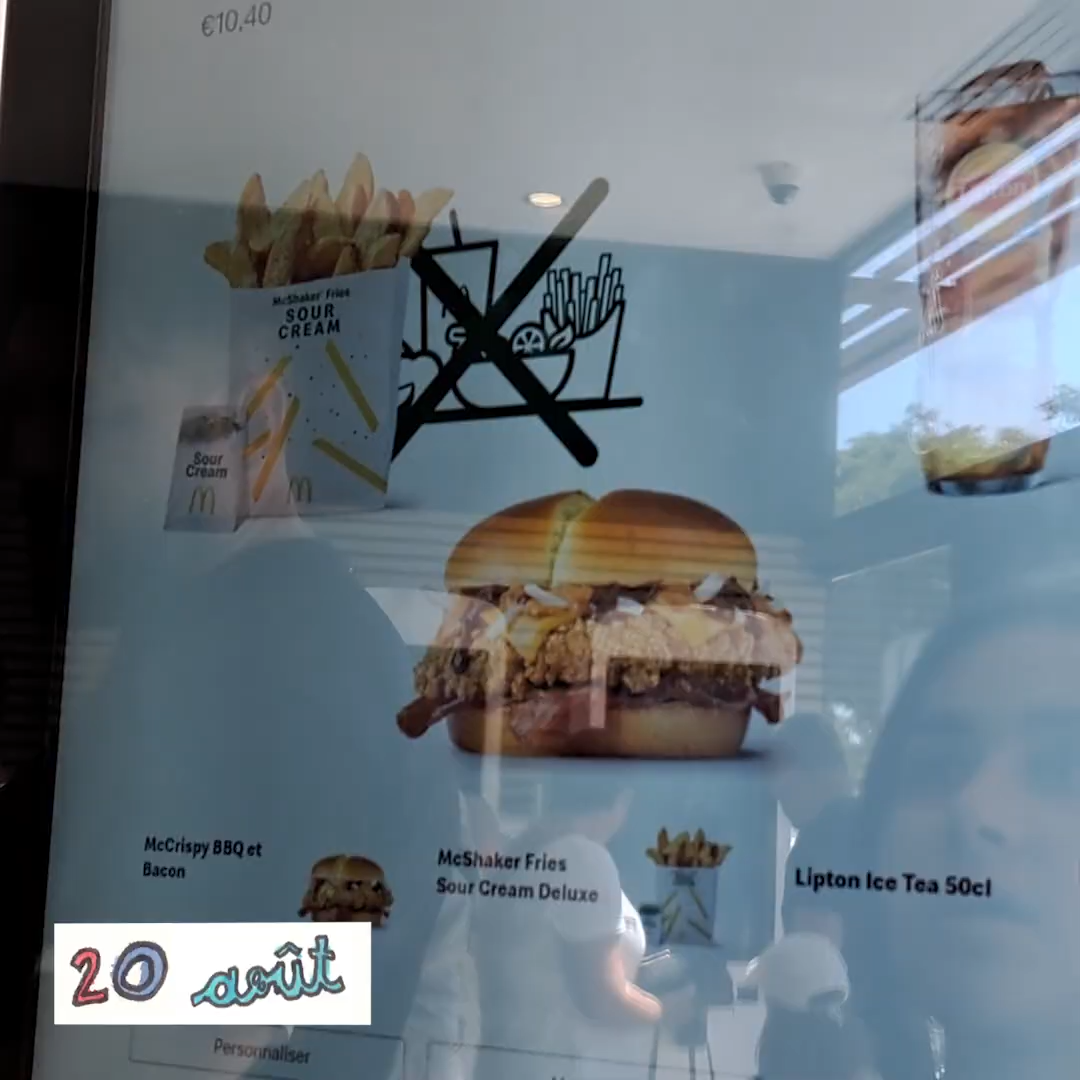 €10,40
McShaker Fries
SOUR
CREAM
Sour
Cream
McCrispy BBQ et
Bacon
McShaker Fries
Sour Cream Deluxe
Lipton Ice Tea 50cl
20 août
Personnaliser